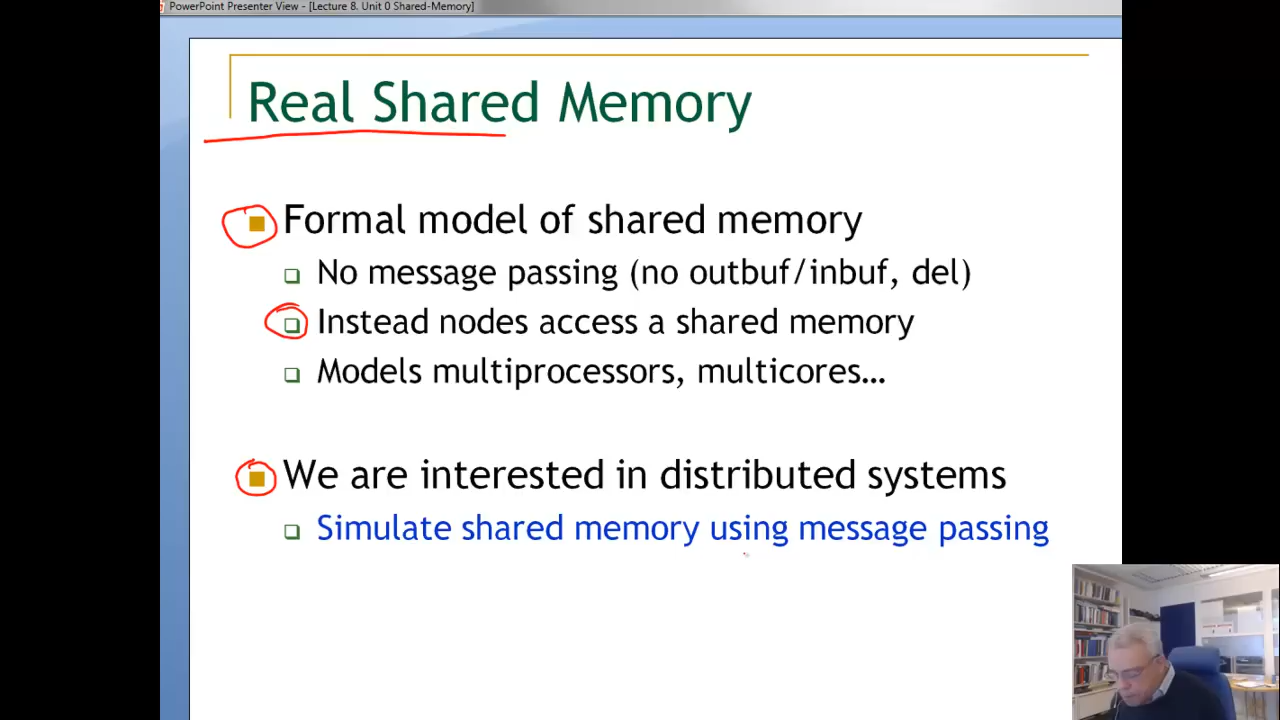 PowerPoint Presenter View - [Lecture 8. Unit 0 Shared-Memory]
Real Shared Memory
Formal model of shared memory
No message passing (no outbuf/inbuf, del)
Instead nodes access a shared memory
Models multiprocessors, multicores…
We are interested in distributed systems
Simulate shared memory using message passing